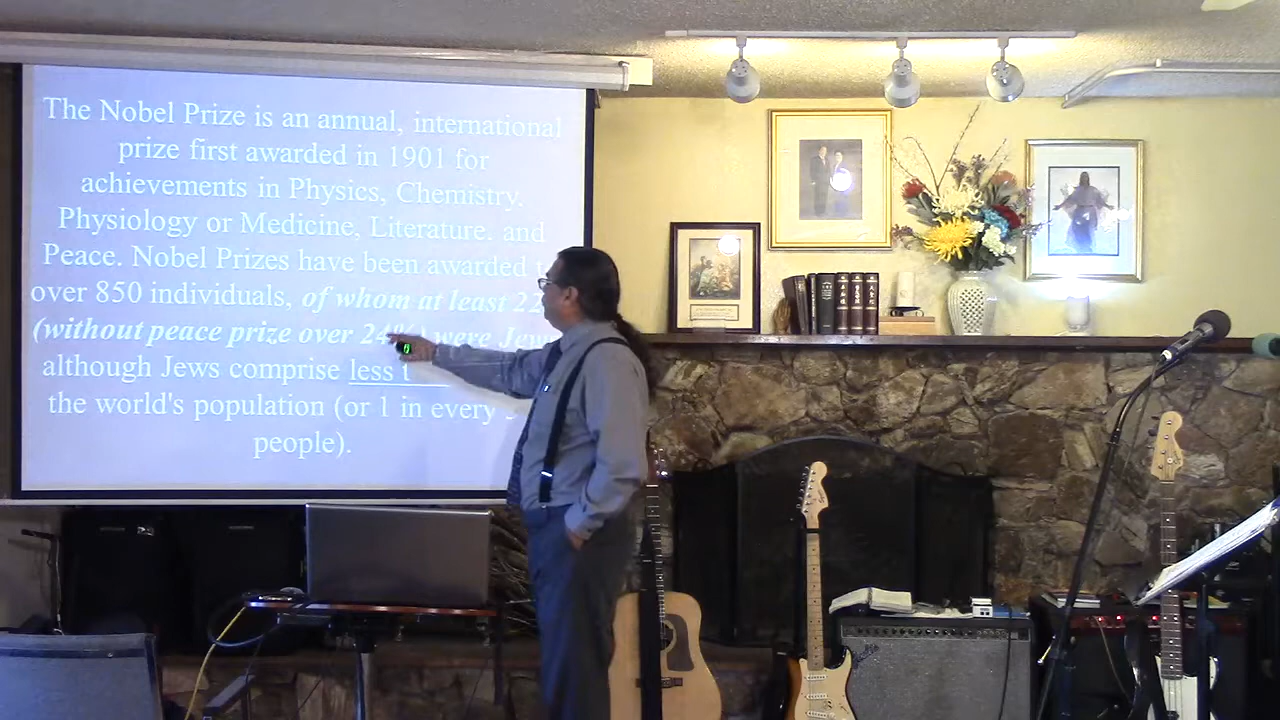 The Nobel Prize is an annual, international
prize first awarded in 1901 for
achievements in Physics, Chemistry,
Physiology or Medicine, Literature. and
Peace. Nobel Prizes have been awarded
over 850 individuals, of whom at least
(without peace prize over 24%) were
although Jews comprise less
the world's population (or 1 in every
people).